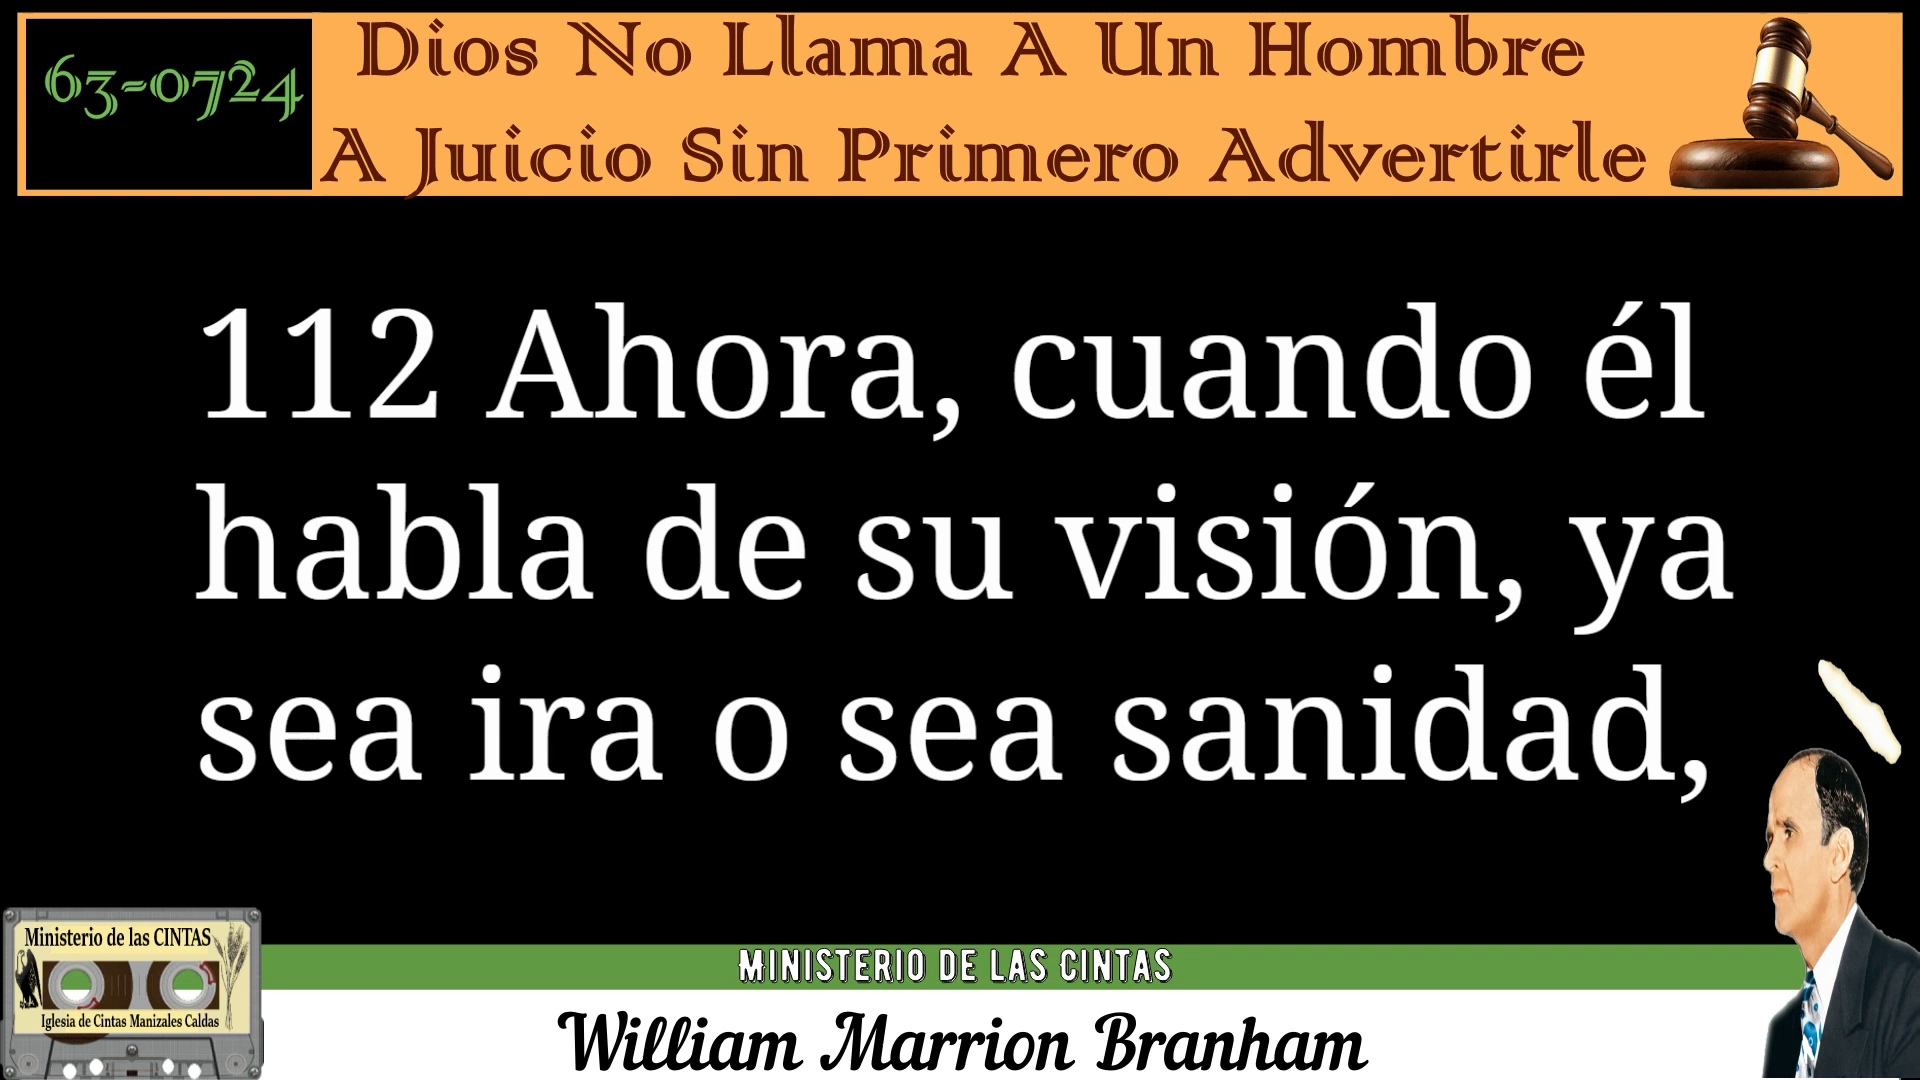 63-0724
Dios No Llama A Un Hombre
A Juicio Sin Primero Advertirle
112 Ahora, cuando él
habla de su visión, ya
sea ira o sea sanidad,
Ministerio de las CINTAS
Iglesia de Cintas Manizales Caldas
MINISTERIO DE LAS CINTAS
William Marrion Branham